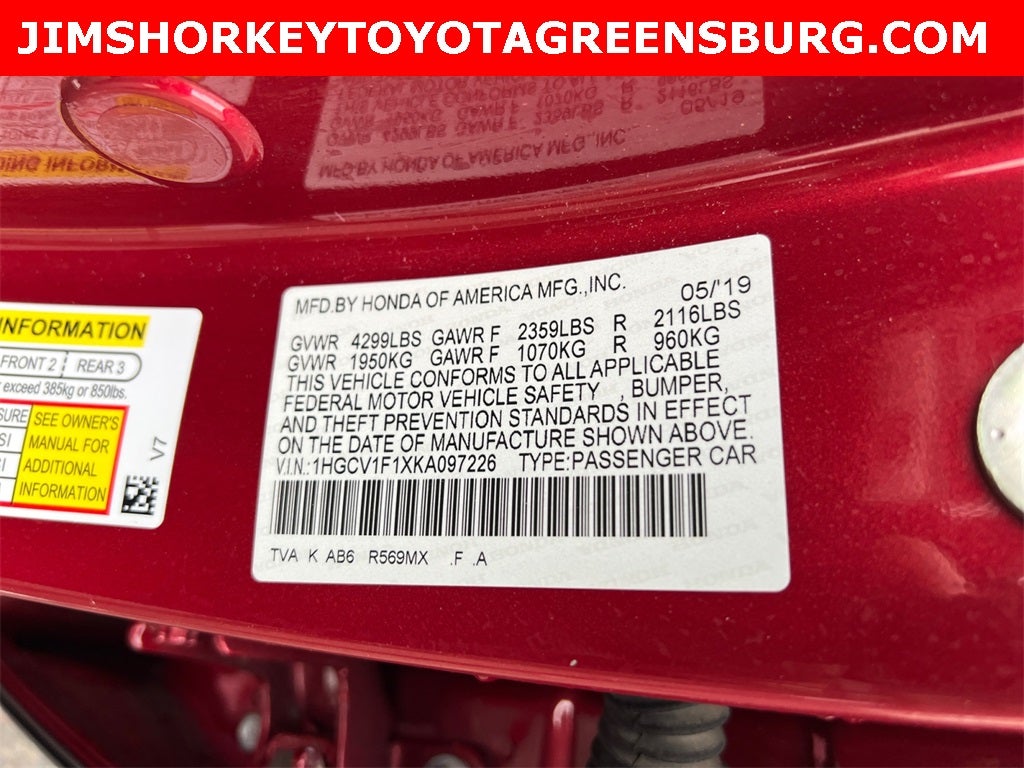 JIMSHORKEYTOYOTAGREENSBURG.COM
MFD.BY HONDA OF AMERICA MFG.,INC. 05/'19
GVWR 4299LBS GAWR F 2359LBS R 2116LBS
GVWR 1950KG GAWR F 1070KG R 960KG
THIS VEHICLE CONFORMS TO ALL APPLICABLE
FEDERAL MOTOR VEHICLE SAFETY , BUMPER,
AND THEFT PREVENTION STANDARDS IN EFFECT
ON THE DATE OF MANUFACTURE SHOWN ABOVE.
V.I.N.:1HGCV1F1XKA097226 TYPE:PASSENGER CAR
TVA K AB6 R569MX .F .A
INFORMATION
FRONT 2 REAR 3
exceed 385kg or 850lbs.
SEE OWNER'S
MANUAL FOR
ADDITIONAL
INFORMATION
V7